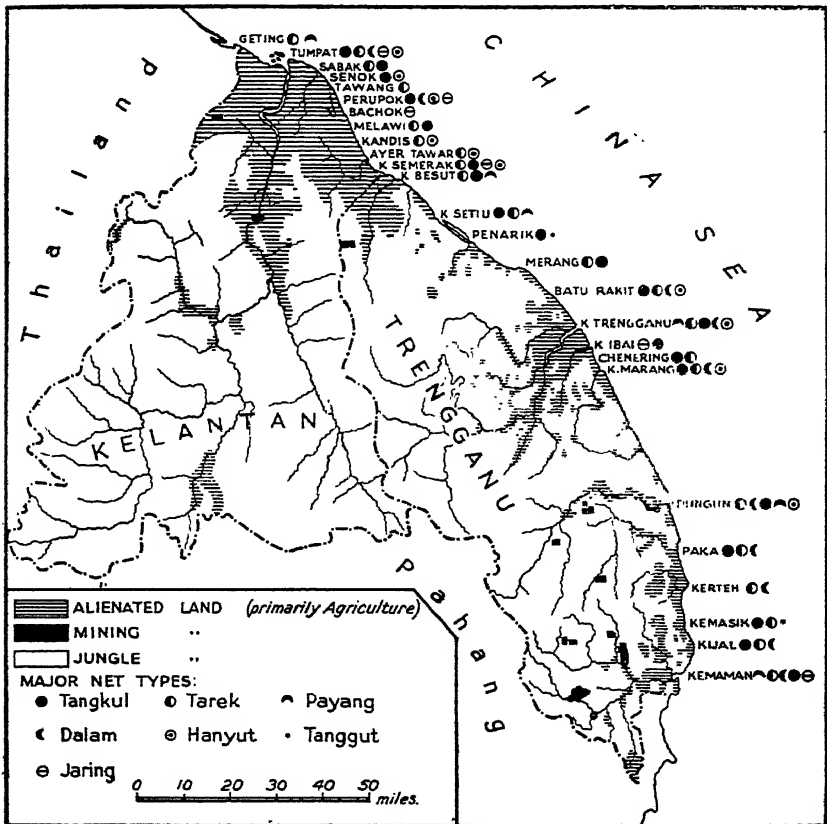 CHINA SEA
Thailand
GETING
TUMPAT
SABAK
SENOK
TAWANG
PERUPOK
BACHOK
MELAWI
KANDIS
AYER TAWAR
K SEMERAK
K BESUT
K SETIU
PENARIK
MERANG
BATU RAKIT
K TRENGGANU
K IBAI
CHENERING
K.MARANG
TRENGGANU
KELANTAN
DUNGUN
PAKA
KERTEH
KEMASIK
KIJAL
KEMAMAN
Pahang
ALIENATED LAND (primarily Agriculture)
MINING "
JUNGLE "
MAJOR NET TYPES:
Tangkul Tarek Payang
Dalam Hanyut Tanggut
Jaring
0 10 20 30 40 50 miles.